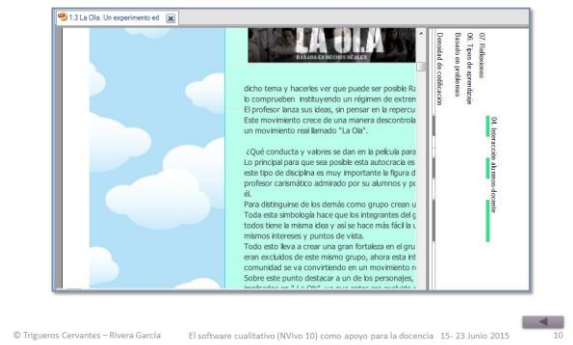 1.3 La Ola. Un experimento ed
LA OLA
BASADA EN HECHOS REALES
dicho tema y hacerles ver que puede ser posible Ra
lo comprueben instituyendo un régimen de extren
El profesor lanza sus ideas, sin pensar en la repercu
Este movimiento crece de una manera descontrola
un movimiento real llamado "La Ola".
¿Qué conducta y valores se dan en la película para
Lo principal para que sea posible esta autocracia es
este tipo de disciplina es muy importante la figura d
profesor carismático admirado por su alumnos y po
él.
Para distinguirse de los demás como grupo crean u
Toda esta simbología hace que los integrantes del g
todos tiene la misma idea y así se hace más fácil la u
mismos intereses y puntos de vista.
Todo esto lleva a crear una gran fortaleza en el gru
eran excluidos de este mismo grupo, ahora esta int
comunidad se va convirtiendo en un movimiento n
Sobre este punto destacar a un de los personajes,
07. Reflexiones
06. Tipos de aprendizaje
Basado en problemas
Densidad de codificación
04. Interacción alumnos-docente
© Trigueros Cervantes – Rivera García El software cualitativo (NVivo 10) como apoyo para la docencia 15- 23 Junio 2015 10